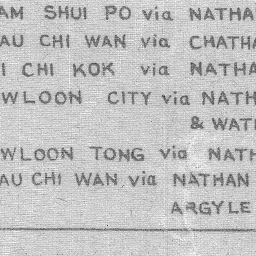 AM SHUI PO via NATHA
AU CHI WAN via CHATHA
I CHI KOK via NATHA
WLOON CITY via NATH
& WAT
WLOON TONG via NATH
AU CHI WAN via NATHAN
ARGYLE